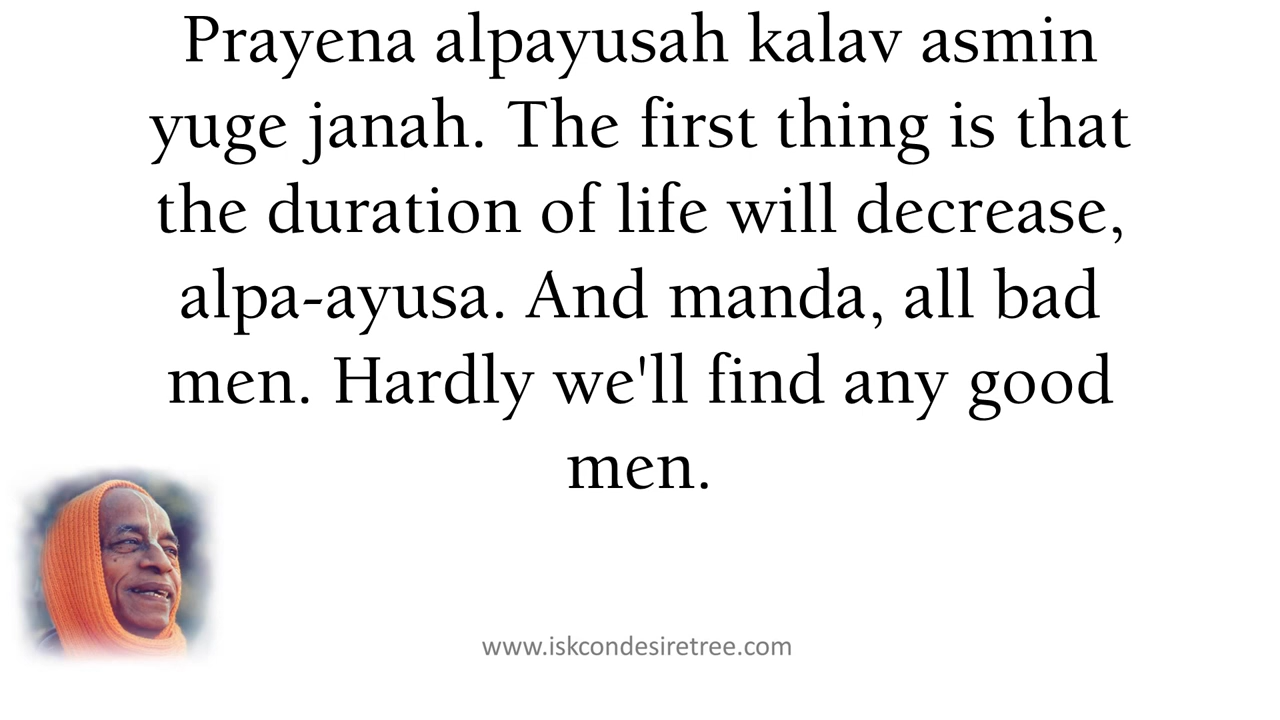 Prayena alpayusah kalav asmin
yuge janah. The first thing is that
the duration of life will decrease,
alpa-ayusa. And manda, all bad
men. Hardly we'll find any good
men.
www.iskcondesiretree.com